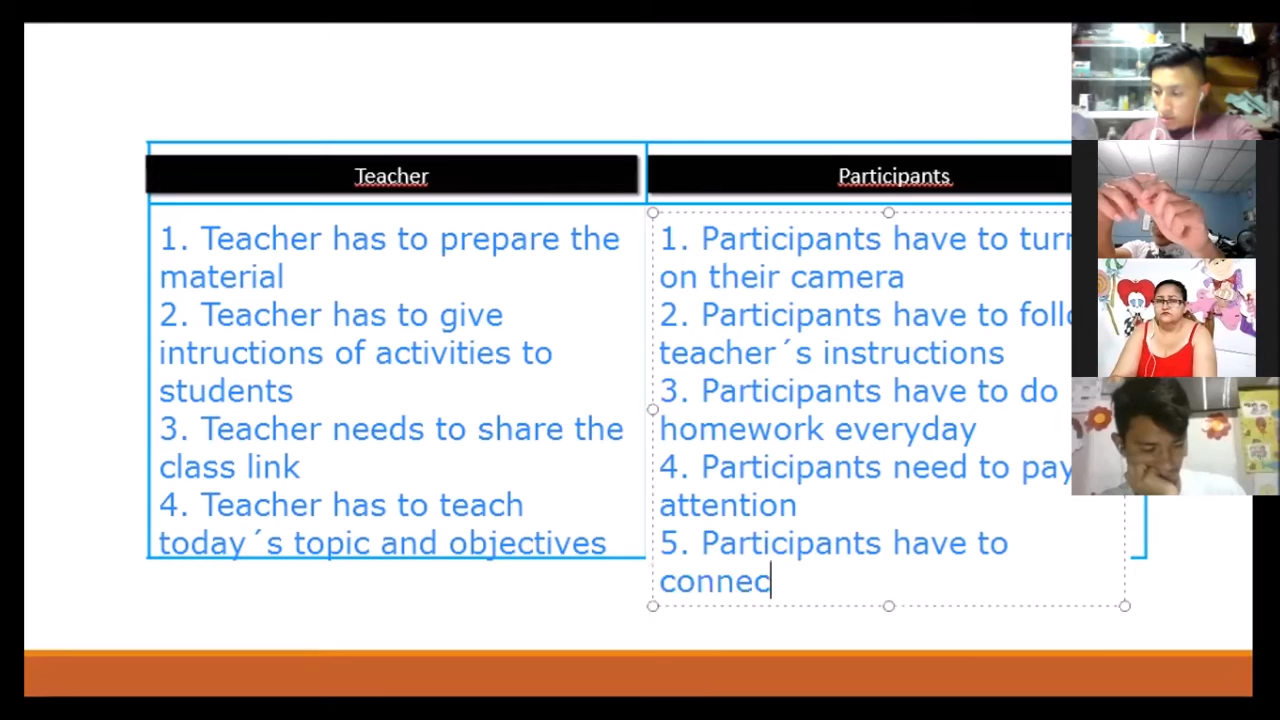 Teacher
Participants
1. Teacher has to prepare the
material
2. Teacher has to give
intructions of activities to
students
3. Teacher needs to share the
class link
4. Teacher has to teach
today´s topic and objectives
1. Participants have to turn
on their camera
2. Participants have to
teacher´s instructions
3. Participants have to do
homework everyday
4. Participants need to pay
attention
5. Participants have to
connec